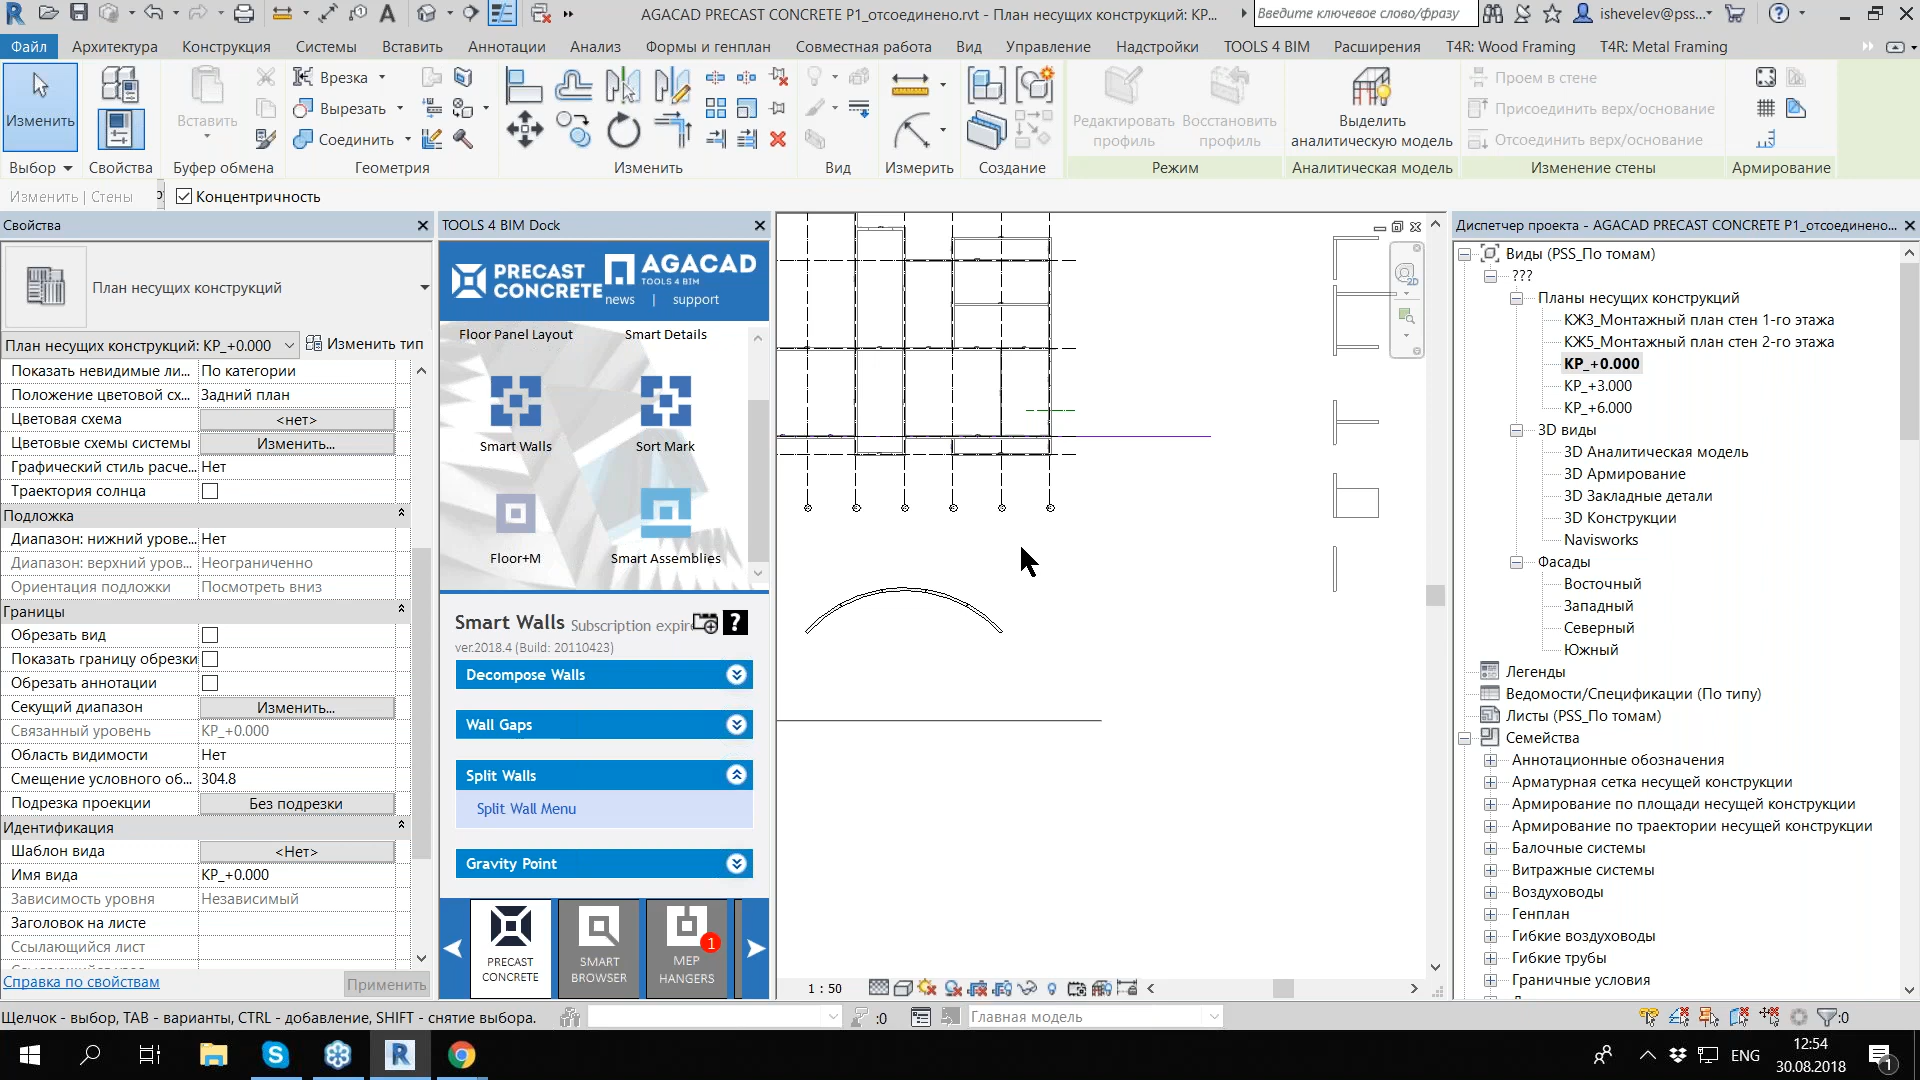 AGACAD PRECAST CONCRETE P1_отсоединено.rvt - План несущих конструкций: KP...
Введите ключевое слово/фразу
ishevelev@pss...
Файл
Архитектура
Конструкция
Системы
Вставить
Аннотации
Анализ
Формы и генплан
Совместная работа
Вид
Управление
Надстройки
TOOLS 4 BIM
Расширения
T4R: Wood Framing
T4R: Metal Framing
Изменить
Вставить
Врезка
Вырезать
Соединить
Редактировать профиль
Восстановить профиль
Выделить аналитическую модель
Проем в стене
Присоединить верх/основание
Отсоединить верх/основание
Выбор
Свойства
Буфер обмена
Геометрия
Изменить
Вид
Измерить
Создание
Режим
Аналитическая модель
Изменение стены
Армирование
Изменить | Стены
Концентричность
Свойства
План несущих конструкций
План несущих конструкций: KP_+0.000
Изменить тип
Показать невидимые ли... По категории
Положение цветовой сх... Задний план
Цветовая схема <нет>
Цветовые схемы системы Изменить...
Графический стиль расче... Нет
Траектория солнца
Подложка
Диапазон: нижний урове... Нет
Диапазон: верхний уров... Неограниченно
Ориентация подложки Посмотреть вниз
Границы
Обрезать вид
Показать границу обрезки
Обрезать аннотации
Секущий диапазон Изменить...
Связанный уровень KP_+0.000
Область видимости Нет
Смещение условного об... 304.8
Подрезка проекции Без подрезки
Идентификация
Шаблон вида <Нет>
Имя вида KP_+0.000
Зависимость уровня Независимый
Заголовок на листе
Ссылающийся лист
Справка по свойствам
Применить
TOOLS 4 BIM Dock
PRECAST CONCRETE
AGACAD
TOOLS 4 BIM
news | support
Floor Panel Layout
Smart Details
Smart Walls
Sort Mark
Floor+M
Smart Assemblies
Smart Walls Subscription expir
ver.2018.4 (Build: 20110423)
Decompose Walls
Wall Gaps
Split Walls
Split Wall Menu
Gravity Point
PRECAST CONCRETE
SMART BROWSER
MEP HANGERS
1
2D
1 : 50
Диспетчер проекта - AGACAD PRECAST CONCRETE P1_отсоединено...
Виды (PSS_По томам)
???
Планы несущих конструкций
КЖ3_Монтажный план стен 1-го этажа
КЖ5_Монтажный план стен 2-го этажа
KP_+0.000
KP_+3.000
KP_+6.000
3D виды
3D Аналитическая модель
3D Армирование
3D Закладные детали
3D Конструкции
Navisworks
Фасады
Восточный
Западный
Северный
Южный
Легенды
Ведомости/Спецификации (По типу)
Листы (PSS_По томам)
Семейства
Аннотационные обозначения
Арматурная сетка несущей конструкции
Армирование по площади несущей конструкции
Армирование по траектории несущей конструкции
Балочные системы
Витражные системы
Воздуховоды
Генплан
Гибкие воздуховоды
Гибкие трубы
Граничные условия
Щелчок - выбор, TAB - варианты, CTRL - добавление, SHIFT - снятие выбора.
:0
Главная модель
:0
ENG
12:54
30.08.2018
1